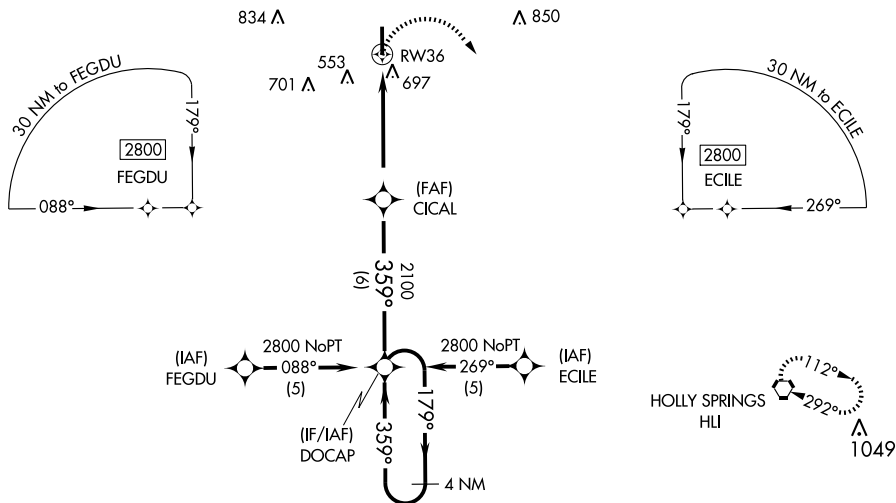 834
850
RW36
553
701
697
30 NM to FEGDU
179°
2800
FEGDU
088°
30 NM to ECILE
179°
2800
ECILE
269°
(FAF)
CICAL
2100
359°
(6)
(IAF)
FEGDU
2800 NoPT
088°
(5)
2800 NoPT
269°
(5)
(IAF)
ECILE
(IF/IAF)
DOCAP
359°
179°
4 NM
HOLLY SPRINGS
HLI
112°
292°
1049